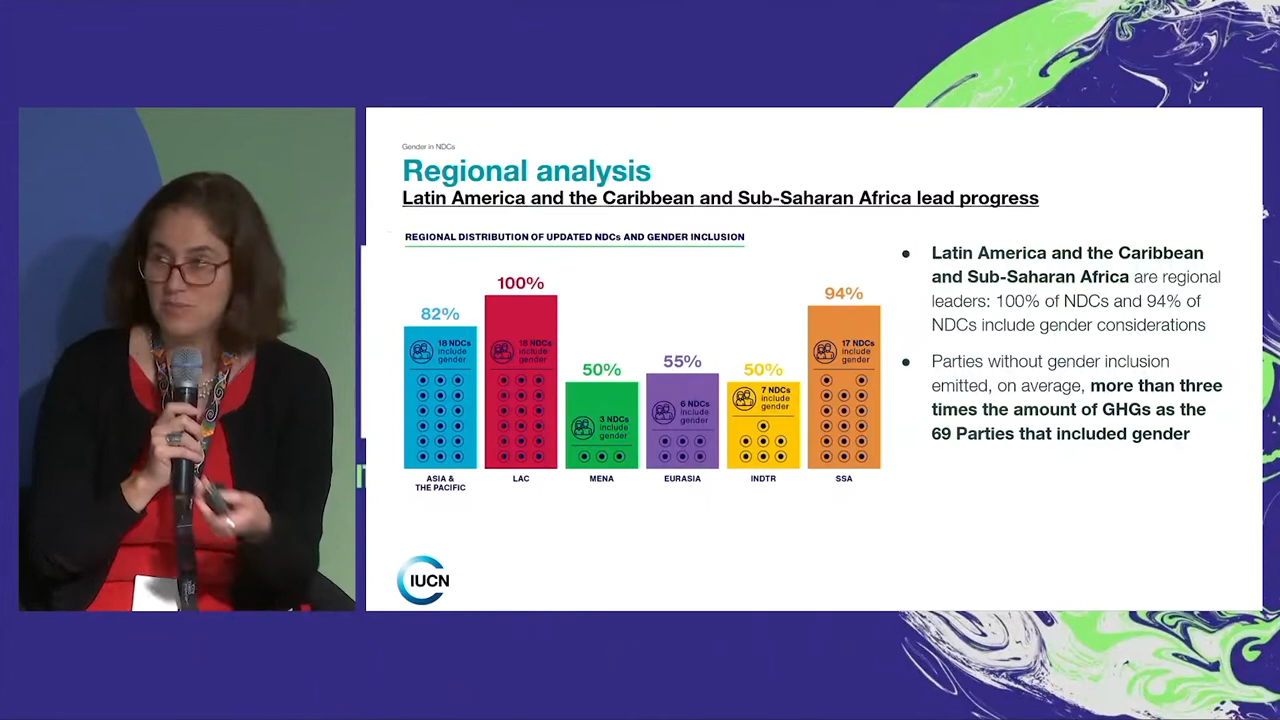 Gender in NDCs
Regional analysis
Latin America and the Caribbean and Sub-Saharan Africa lead progress
REGIONAL DISTRIBUTION OF UPDATED NDCs AND GENDER INCLUSION
82%
18 NDCs
include
gender
ASIA &
THE PACIFIC
100%
18 NDCs
include
gender
LAC
50%
3 NDCs
include
gender
MENA
55%
6 NDCs
include
gender
EURASIA
50%
7 NDCs
include
gender
INDTR
94%
17 NDCs
include
gender
SSA
● Latin America and the Caribbean
and Sub-Saharan Africa are regional
leaders: 100% of NDCs and 94% of
NDCs include gender considerations
● Parties without gender inclusion
emitted, on average, more than three
times the amount of GHGs as the
69 Parties that included gender
IUCN